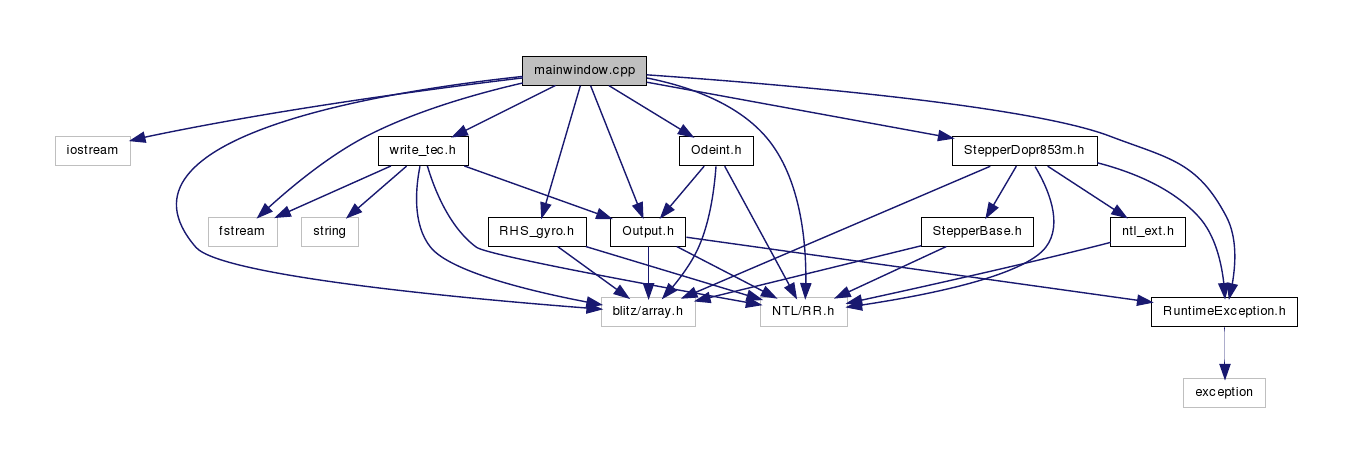 mainwindow.cpp
iostream
write_tec.h
Odeint.h
StepperDopr853m.h
fstream
string
RHS_gyro.h
Output.h
StepperBase.h
ntl_ext.h
blitz/array.h
NTL/RR.h
RuntimeException.h
exception